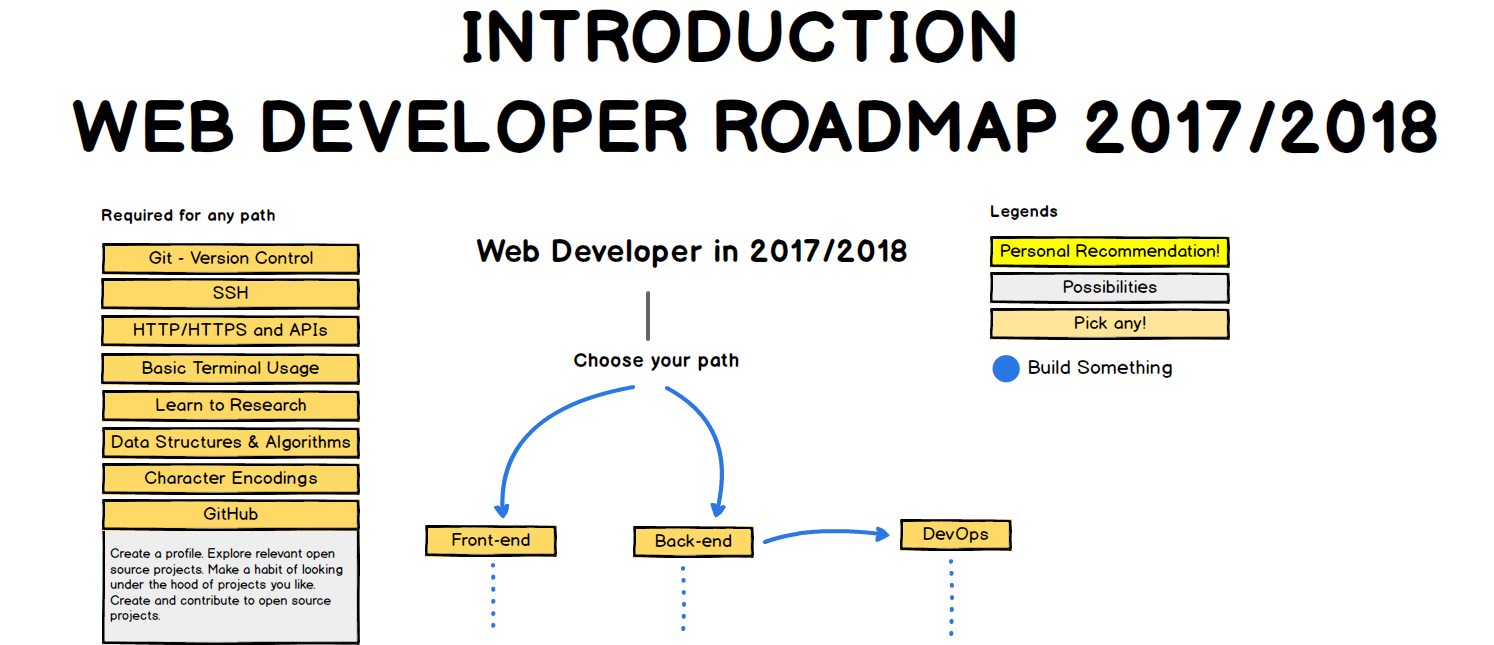 INTRODUCTION
WEB DEVELOPER ROADMAP 2017/2018
Required for any path
Git - Version Control
SSH
HTTP/HTTPS and APIs
Basic Terminal Usage
Learn to Research
Data Structures & Algorithms
Character Encodings
GitHub
Create a profile. Explore relevant open
source projects. Make a habit of looking
under the hood of projects you like.
Create and contribute to open source
projects.
Web Developer in 2017/2018
Choose your path
Front-end
Back-end
DevOps
Legends
Personal Recommendation!
Possibilities
Pick any!
Build Something